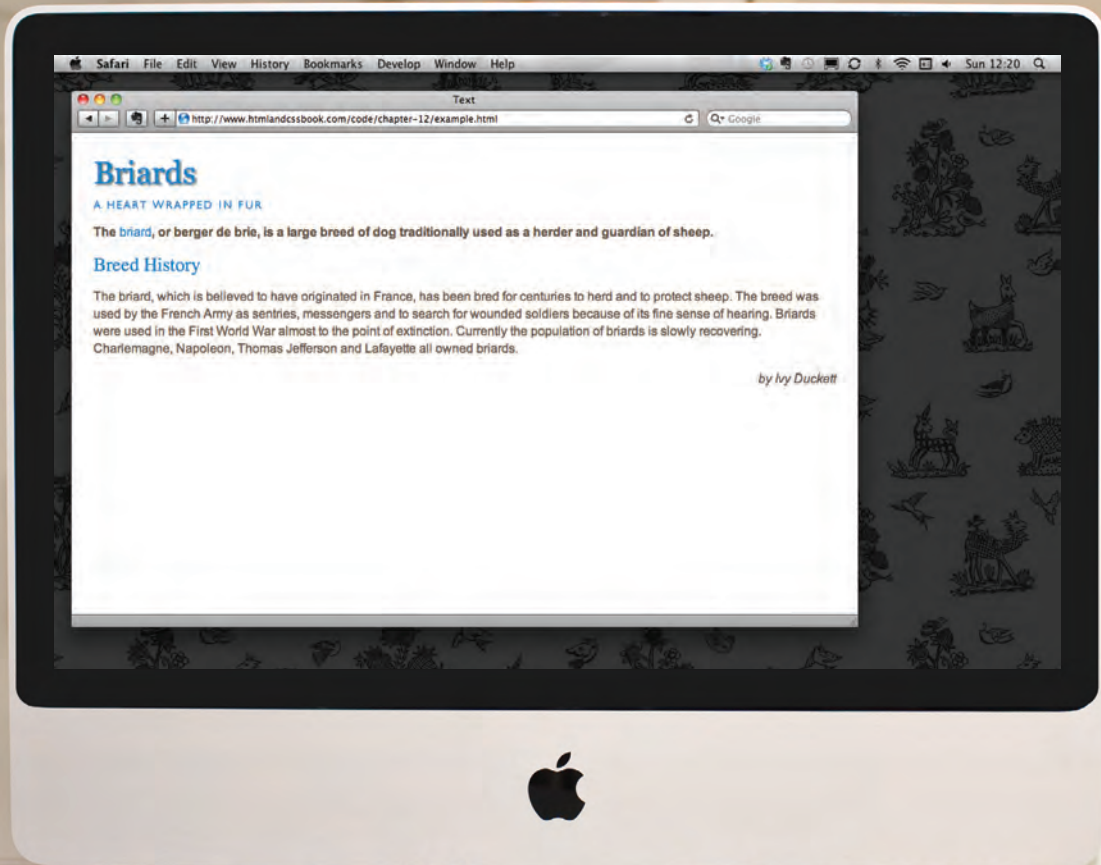 Safari File Edit View History Bookmarks Develop Window Help Sun 12:20
Text
http://www.htmlandcssbook.com/code/chapter-12/example.html Google
Briards
A HEART WRAPPED IN FUR
The briard, or berger de brie, is a large breed of dog traditionally used as a herder and guardian of sheep.
Breed History
The briard, which is believed to have originated in France, has been bred for centuries to herd and to protect sheep. The breed was
used by the French Army as sentries, messengers and to search for wounded soldiers because of its fine sense of hearing. Briards
were used in the First World War almost to the point of extinction. Currently the population of briards is slowly recovering.
Charlemagne, Napoleon, Thomas Jefferson and Lafayette all owned briards.
by Ivy Duckett